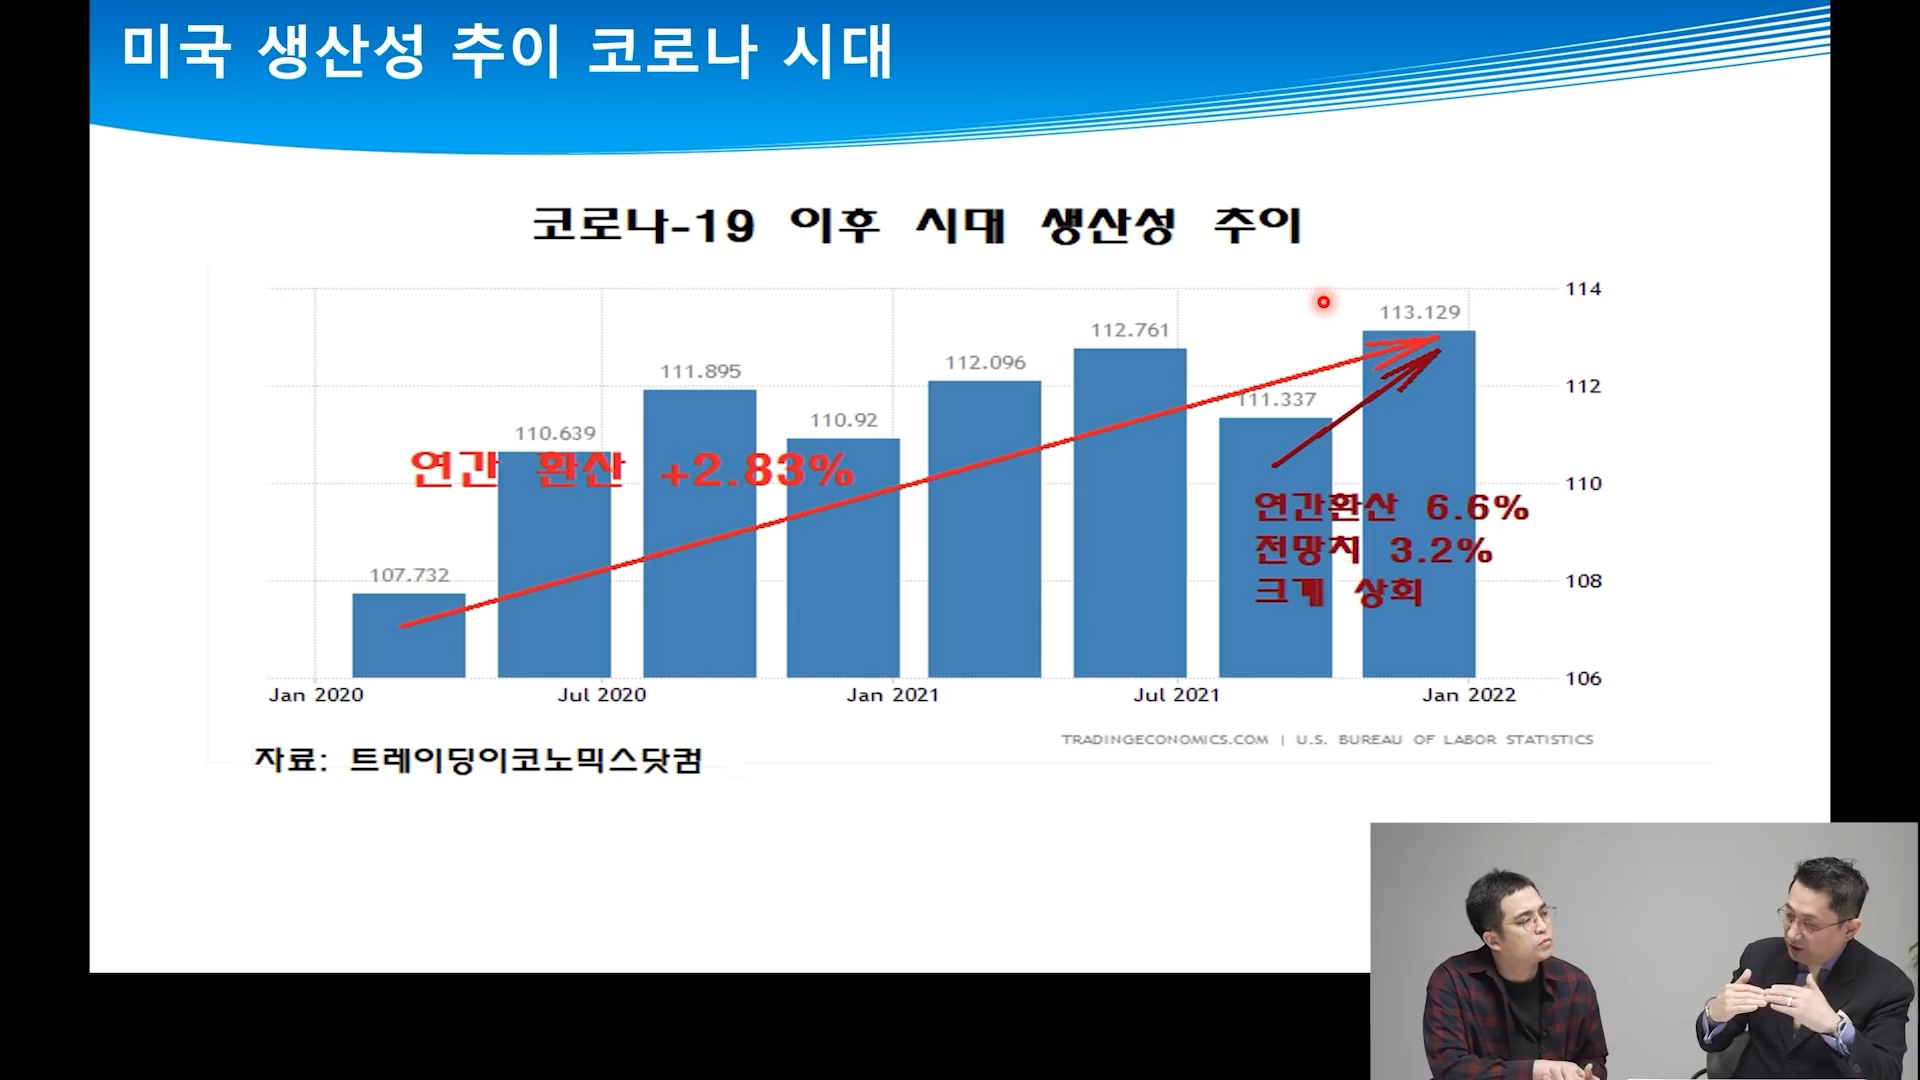 미국 생산성 추이 코로나 시대
코로나-19 이후 시대 생산성 추이
114
113.129
112.761
112.096
111.895
112
111.337
110.92
110.639
연간 환산 +2.83%
110
연간환산 6.6%
전망치 3.2%
크게 상회
107.732
108
106
Jan 2020 Jul 2020 Jan 2021 Jul 2021 Jan 2022
TRADINGECONOMICS.COM | U.S. BUREAU OF LABOR STATISTICS
자료: 트레이딩이코노믹스닷컴